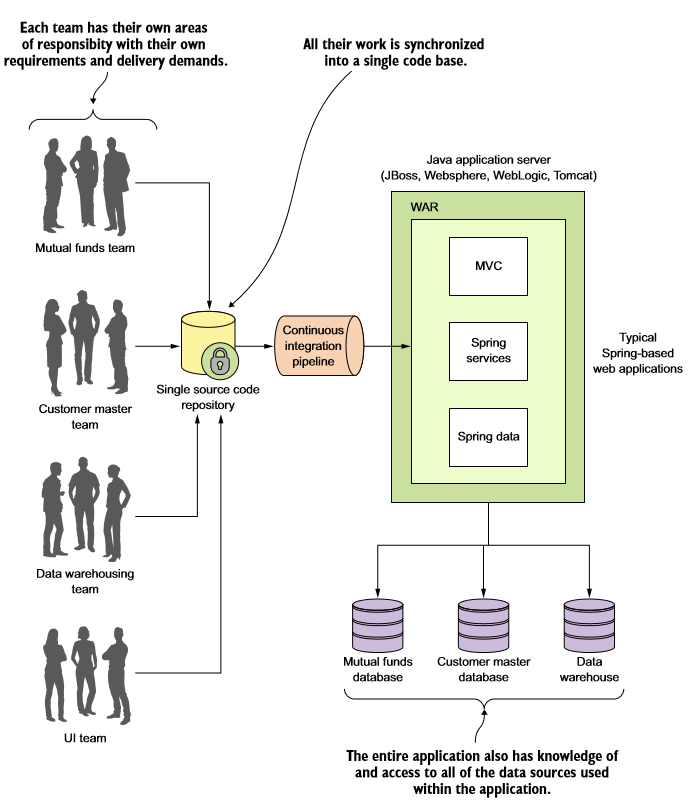 Each team has their own areas
of responsibity with their own
requirements and delivery demands.
All their work is synchronized
into a single code base.
Java application server
(JBoss, Websphere, WebLogic, Tomcat)
WAR
Mutual funds team
MVC
Continuous
integration
pipeline
Spring
services
Typical
Spring-based
web applications
Single source code
repository
Customer master
team
Spring data
Data warehousing
team
Mutual funds
database
Customer master
database
Data
warehouse
UI team
The entire application also has knowledge of
and access to all of the data sources used
within the application.